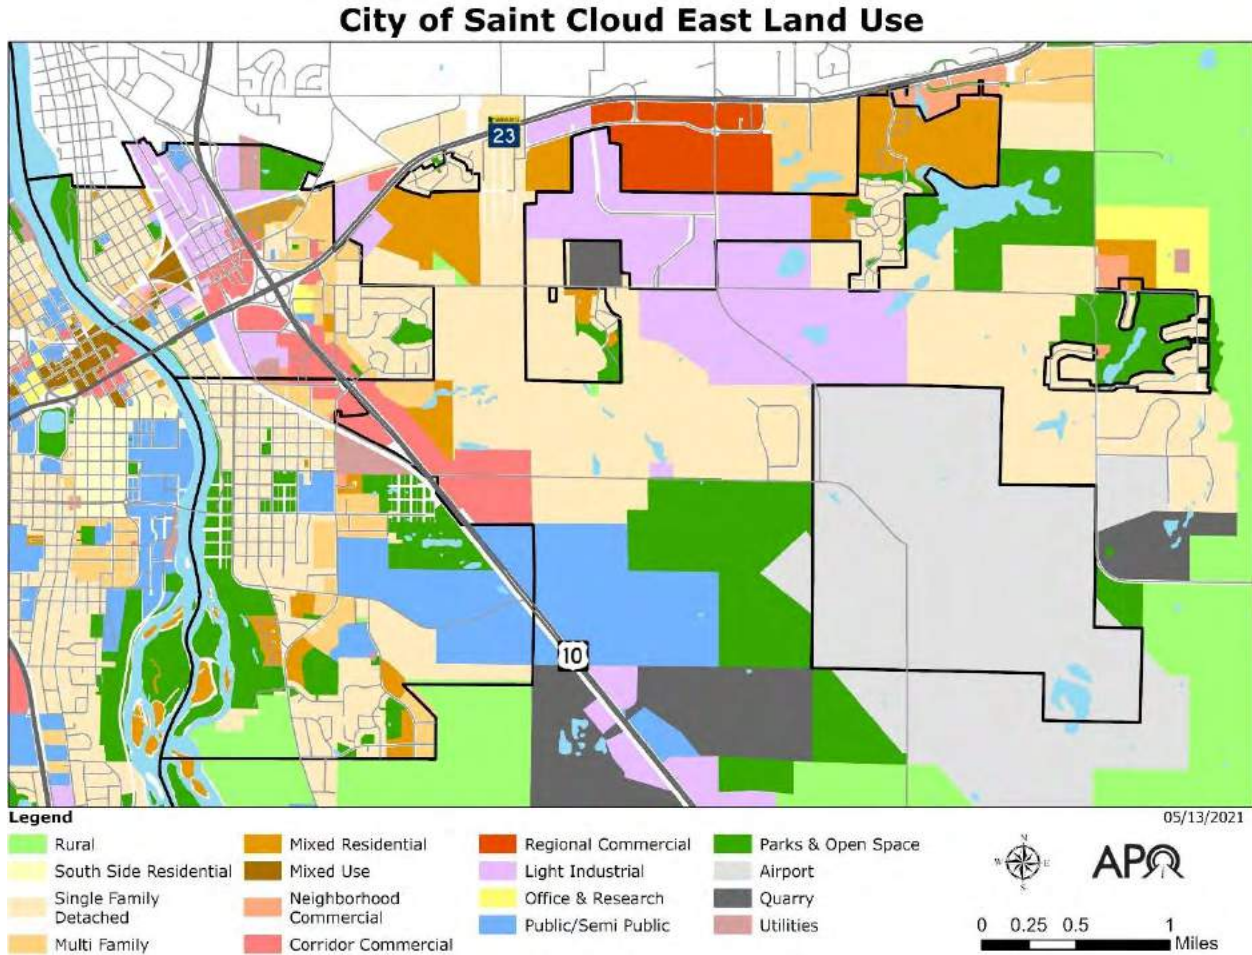 City of Saint Cloud East Land Use
23
10
Legend
05/13/2021
Rural
South Side Residential
Single Family
Detached
Multi Family
Mixed Residential
Mixed Use
Neighborhood
Commercial
Corridor Commercial
Regional Commercial
Light Industrial
Office & Research
Public/Semi Public
Parks & Open Space
Airport
Quarry
Utilities
N
W
E
S
APO
0 0.25 0.5 1
Miles